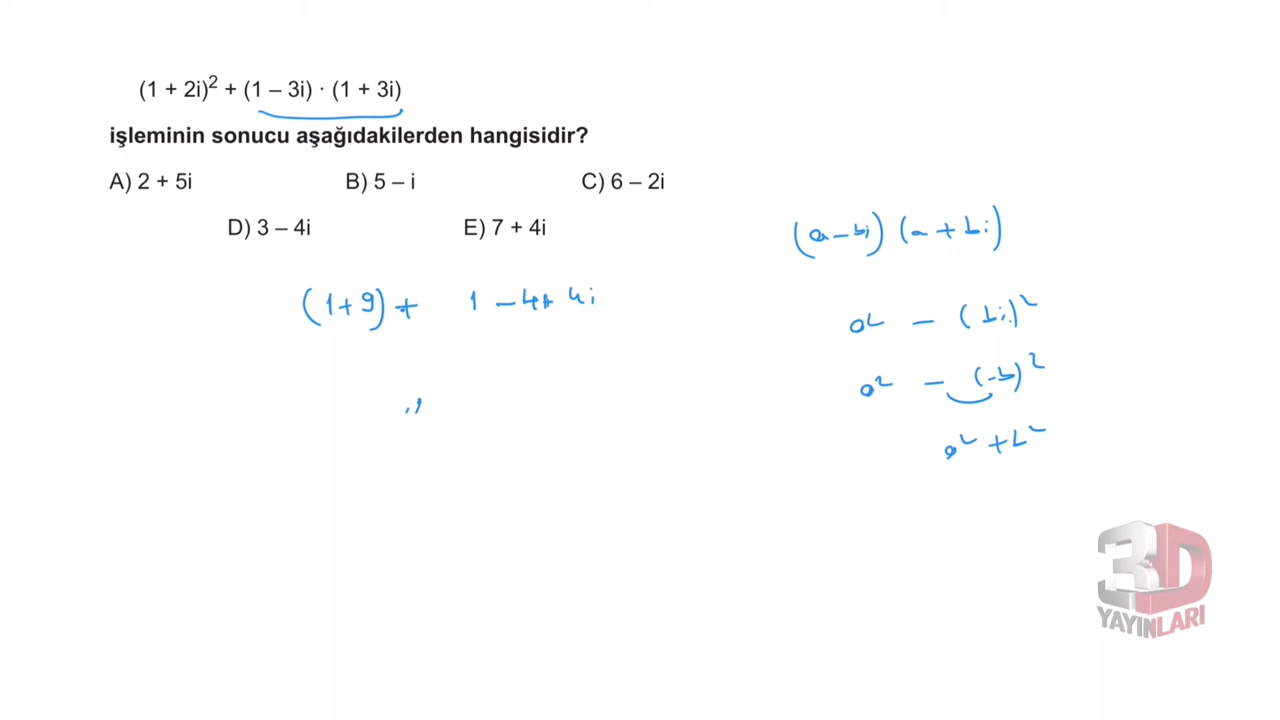 (1 + 2i)² + (1 – 3i) · (1 + 3i)
işleminin sonucu aşağıdakilerden hangisidir?
A) 2 + 5i B) 5 – i C) 6 – 2i
D) 3 – 4i E) 7 + 4i
(a – bi) (a + bi)
(1 + 9) + 1 – 4 + 4i
a² – (bi)²
a² – (-b)²
a² + b²
3D
YAYINLARI